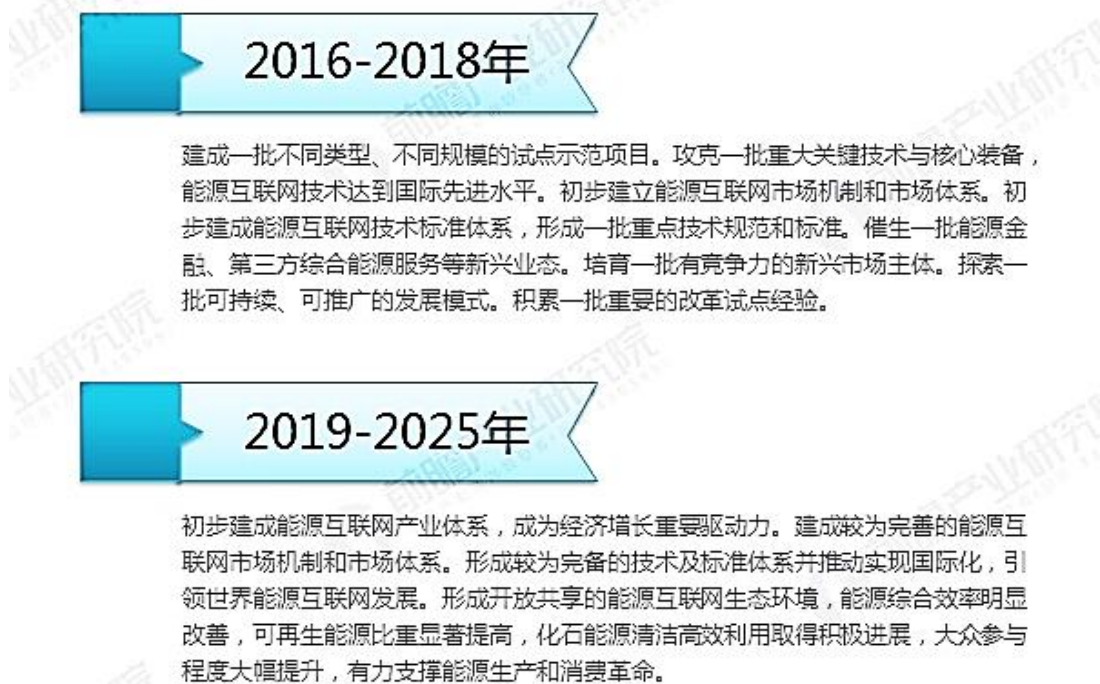 2016-2018年
建成一批不同类型、不同规模的试点示范项目。攻克一批重大关键技术与核心装备，
能源互联网技术达到国际先进水平。初步建立能源互联网市场机制和市场体系。初
步建成能源互联网技术标准体系，形成一批重点技术规范和标准。催生一批能源金
融、第三方综合能源服务等新兴业态。培育一批有竞争力的新兴市场主体。探索一
批可持续、可推广的发展模式。积累一批重要的改革试点经验。
2019-2025年
初步建成能源互联网产业体系，成为经济增长重要驱动力。建成较为完善的能源互
联网市场机制和市场体系。形成较为完备的技术及标准体系并推动实现国际化，引
领世界能源互联网发展。形成开放共享的能源互联网生态环境，能源综合效率明显
改善，可再生能源比重显著提高，化石能源清洁高效利用取得积极进展，大众参与
程度大幅提升，有力支撑能源生产和消费革命。